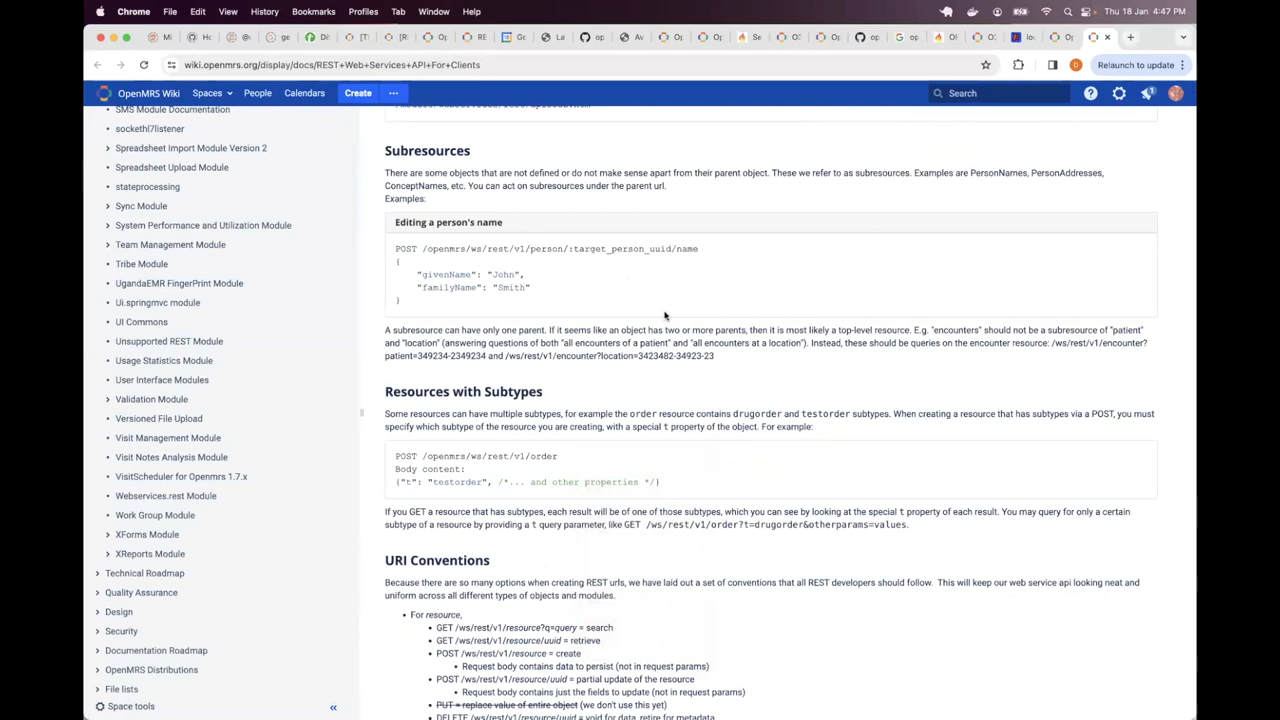 Chrome File Edit View History Bookmarks Profiles Tab Window Help Thu 18 Jan 4:47 PM
wiki.openmrs.org/display/docs/REST+Web+Services+API+For+Clients
Relaunch to update
OpenMRS Wiki Spaces People Calendars Create Search
SMS Module Documentation
sockethl7listener
Spreadsheet Import Module Version 2
Spreadsheet Upload Module
stateprocessing
Sync Module
System Performance and Utilization Module
Team Management Module
Tribe Module
UgandaEMR FingerPrint Module
Ui.springmvc module
UI Commons
Unsupported REST Module
Usage Statistics Module
User Interface Modules
Validation Module
Versioned File Upload
Visit Management Module
Visit Notes Analysis Module
VisitScheduler for Openmrs 1.7.x
Webservices.rest Module
Work Group Module
XForms Module
XReports Module
Technical Roadmap
Quality Assurance
Design
Security
Documentation Roadmap
OpenMRS Distributions
File lists
Space tools
Subresources
There are some objects that are not defined or do not make sense apart from their parent object. These we refer to as subresources. Examples are PersonNames, PersonAddresses,
ConceptNames, etc. You can act on subresources under the parent url.
Examples:
Editing a person's name
POST /openmrs/ws/rest/v1/person/:target_person_uuid/name
{
"givenName": "John",
"familyName": "Smith"
}
A subresource can have only one parent. If it seems like an object has two or more parents, then it is most likely a top-level resource. E.g. "encounters" should not be a subresource of "patient"
and "location" (answering questions of both "all encounters of a patient" and "all encounters at a location"). Instead, these should be queries on the encounter resource: /ws/rest/v1/encounter?
patient=349234-2349234 and /ws/rest/v1/encounter?location=3423482-34923-23
Resources with Subtypes
Some resources can have multiple subtypes, for example the order resource contains drugorder and testorder subtypes. When creating a resource that has subtypes via a POST, you must
specify which subtype of the resource you are creating, with a special t property of the object. For example:
POST /openmrs/ws/rest/v1/order
Body content:
{"t": "testorder", /*... and other properties */}
If you GET a resource that has subtypes, each result will be of one of those subtypes, which you can see by looking at the special t property of each result. You may query for only a certain
subtype of a resource by providing a t query parameter, like GET /ws/rest/v1/order?t=drugorder&otherparams=values.
URI Conventions
Because there are so many options when creating REST urls, we have laid out a set of conventions that all REST developers should follow. This will keep our web service api looking neat and
uniform across all different types of objects and modules.
For resource,
GET /ws/rest/v1/resource?q=query = search
GET /ws/rest/v1/resource/uuid = retrieve
POST /ws/rest/v1/resource = create
Request body contains data to persist (not in request params)
POST /ws/rest/v1/resource/uuid = partial update of the resource
Request body contains just the fields to update (not in request params)
PUT = replace value of entire object (we don't use this yet)
DELETE /ws/rest/v1/resource/uuid = void for data, retire for metadata